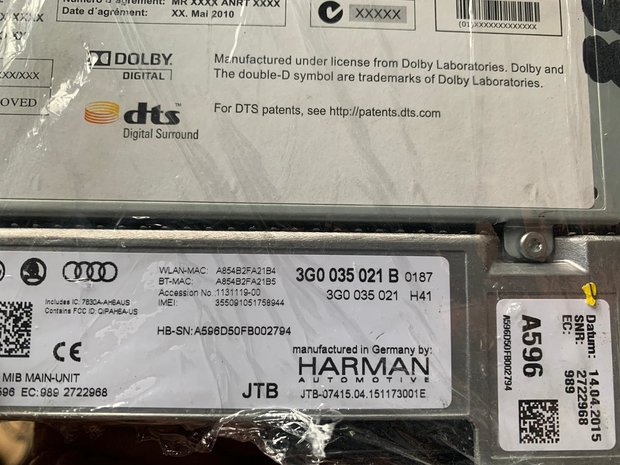 Numéro d'agrément: MR XXXX ANRT XXXX
Date d'agrément: XX. Mai 2010
XXXXX
DOLBY
DIGITAL
Manufactured under license from Dolby Laboratories. Dolby and
The double-D symbol are trademarks of Dolby Laboratories.
dts
Digital Surround
For DTS patents, see http://patents.dts.com
WLAN-MAC: A854B2FA21B4
BT-MAC: A854B2FA21B5
Accession No.: 1131119-00
IMEI: 355091051758944
3G0 035 021 B 0187
3G0 035 021 H41
Includes IC: 7830A-AHBAUS
Contains FCC ID: QIPAH6A-US
HB-SN: A596D50FB002794
CE
manufactured in Germany by:
HARMAN
AUTOMOTIVE
MIB MAIN-UNIT
596 EC: 989 2722968
JTB
JTB-07415.04.151173001E
Datum: 14.04.2015
SNR: 2722968
EC: 989
A596
A596D50FB002794